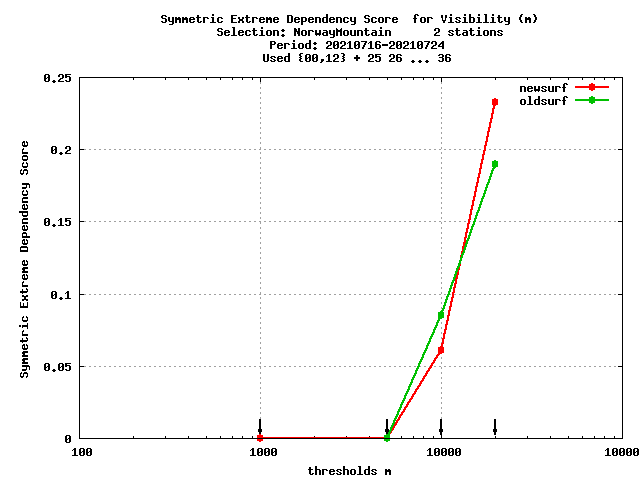 Symmetric Extreme Dependency Score  for Visibility (m)
Selection: NorwayMountain      2 stations
Period: 20210716-20210724
Used {00,12} + 25 26 ... 36
newsurf
oldsurf
0.25
0.2
0.15
0.1
0.05
0
Symmetric Extreme Dependency Score
100 1000 10000 10000
thresholds m